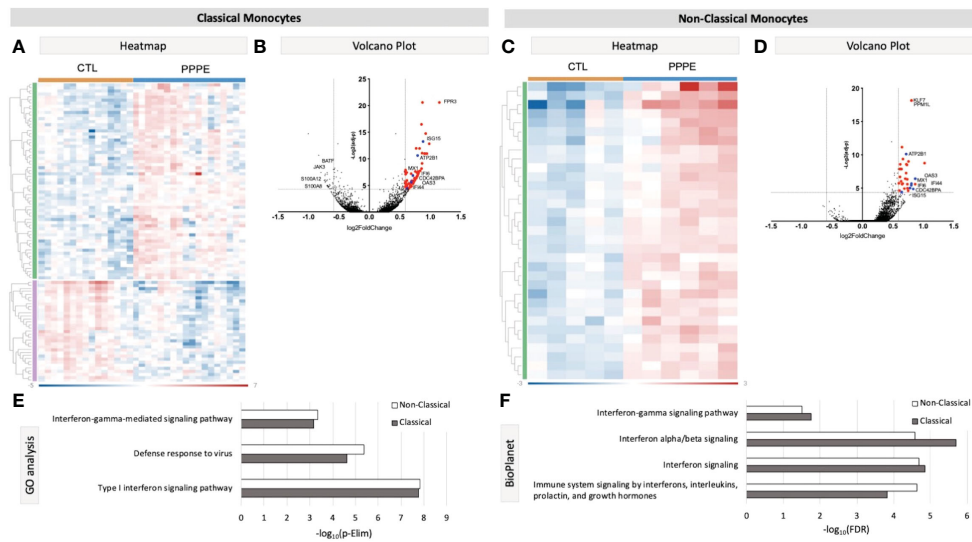 Classical Monocytes
Non-Classical Monocytes
A
Heatmap
CTL
PPPE
-5
7
B
Volcano Plot
25
20
15
10
5
0
-Log2(adj-p)
FPR3
ISG15
ATP2B1
MX1
IFI6
CDC42BPA
OAS3
IFI44
BATF
JAK3
S100A12
S100A8
-1.5
-1.0
-0.5
0.0
0.5
1.0
1.5
log2FoldChange
C
Heatmap
CTL
PPPE
-3
3
D
Volcano Plot
20
15
10
5
0
-Log2(adj-p)
KLF7
PPM1L
ATP2B1
OAS3
MX1
IFI44
IFI6
CDC42BPA
ISG15
-1.0
-0.5
0.0
0.5
1.0
1.5
log2FoldChange
E
GO analysis
Interferon-gamma-mediated signaling pathway
Defense response to virus
Type I interferon signaling pathway
Non-Classical
Classical
0 1 2 3 4 5 6 7 8 9
-log10(p-Elim)
F
BioPlanet
Interferon-gamma signaling pathway
Interferon alpha/beta signaling
Interferon signaling
Immune system signaling by interferons, interleukins,
prolactin, and growth hormones
Non-Classical
Classical
0 1 2 3 4 5 6
-log10(FDR)